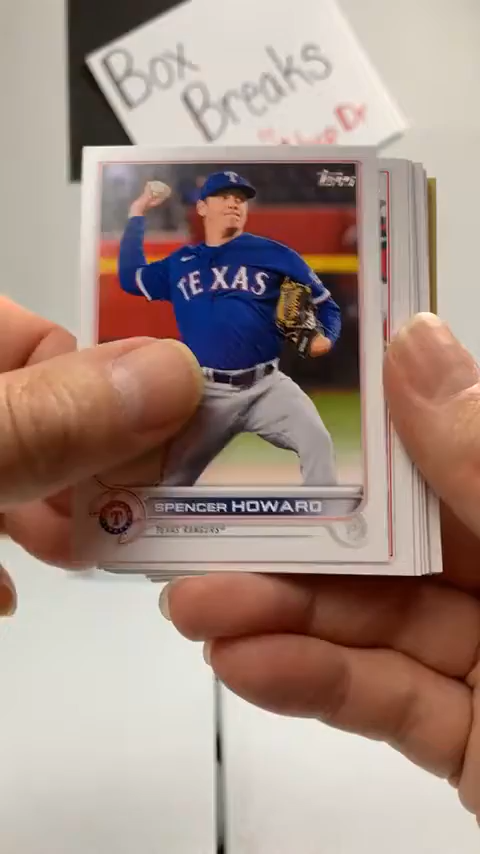 Box
Breaks
Topps
TEXAS
SPENCER HOWARD
TEXAS RANGERS